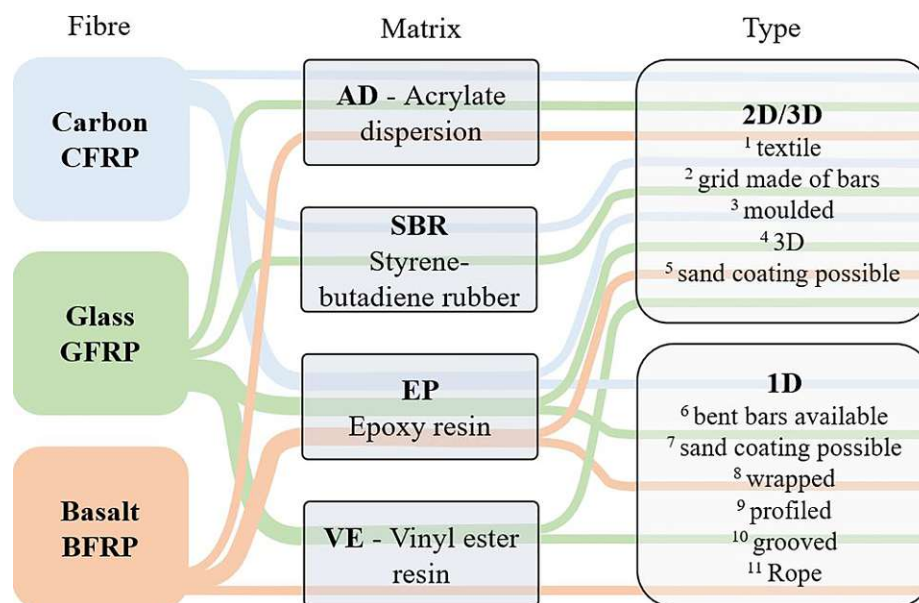 Fibre
Matrix
Type
Carbon
CFRP
Glass
GFRP
Basalt
BFRP
AD - Acrylate
dispersion
SBR
Styrene-
butadiene rubber
EP
Epoxy resin
VE - Vinyl ester
resin
2D/3D
1 textile
2 grid made of bars
3 moulded
4 3D
5 sand coating possible
1D
6 bent bars available
7 sand coating possible
8 wrapped
9 profiled
10 grooved
11 Rope